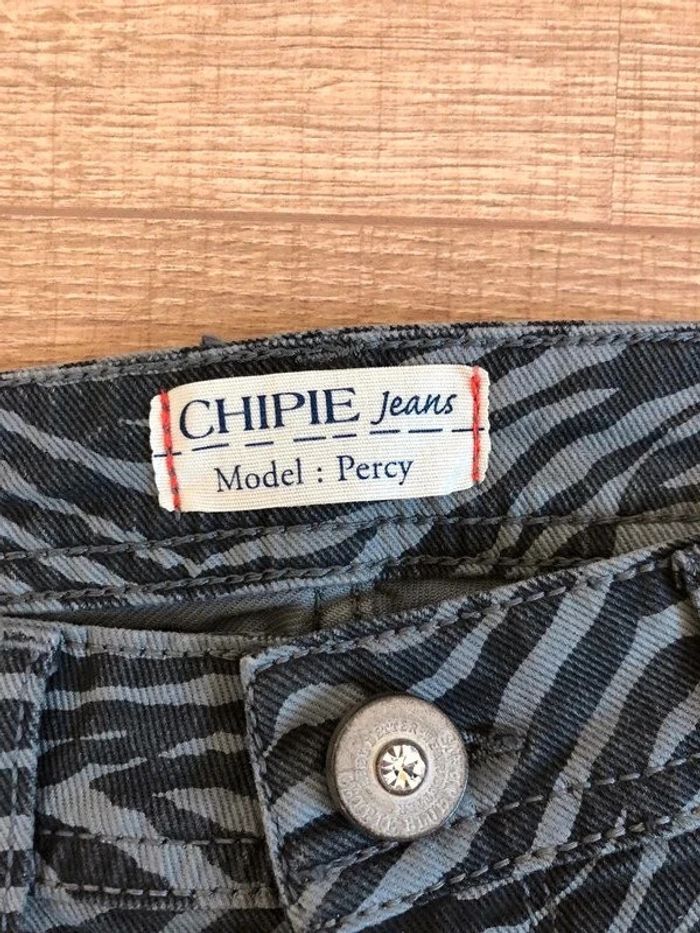 CHIPIE Jeans
Model : Percy